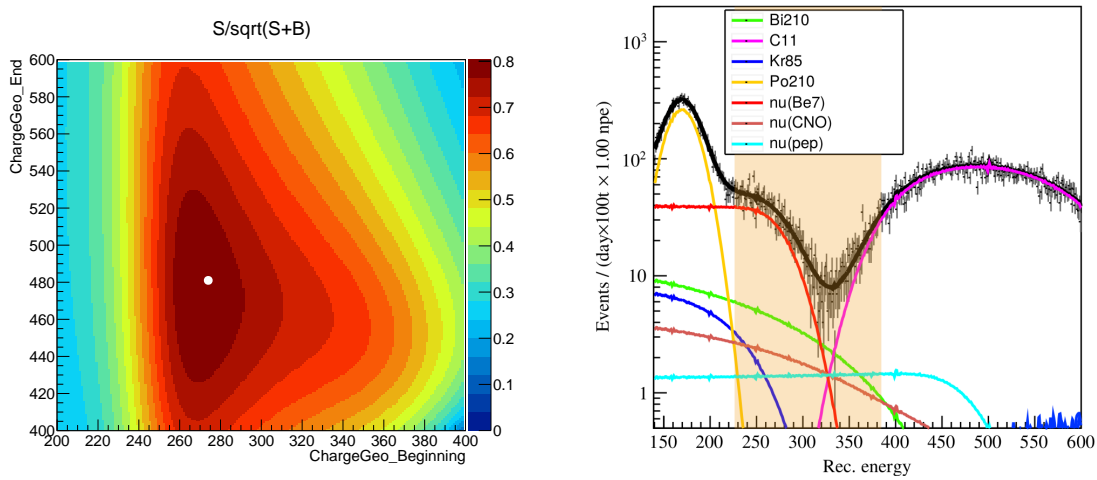 S/sqrt(S+B)
ChargeGeo_End
600
580
560
540
520
500
480
460
440
420
400
200 220 240 260 280 300 320 340 360 380 400
ChargeGeo_Beginning
0.8
0.7
0.6
0.5
0.4
0.3
0.2
0.1
0
Events / (day×100t × 1.00 npe)
10³
10²
10
1
Bi210
C11
Kr85
Po210
nu(Be7)
nu(CNO)
nu(pep)
150 200 250 300 350 400 450 500 550 600
Rec. energy